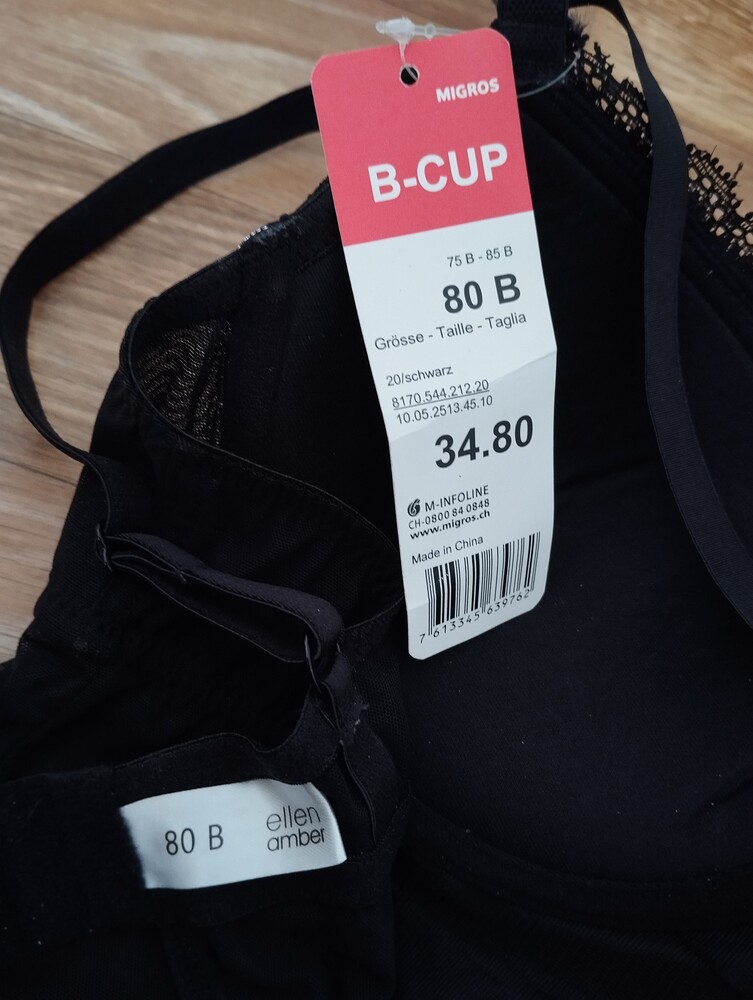 MIGROS
B-CUP
75 B - 85 B
80 B
Grösse - Taille - Taglia
20/schwarz
8170.544.212.20
10.05.2513.45.10
34.80
M-INFOLINE
CH-0800 84 0848
www.migros.ch
Made in China
7 613345 639762
80 B
ellen
amber